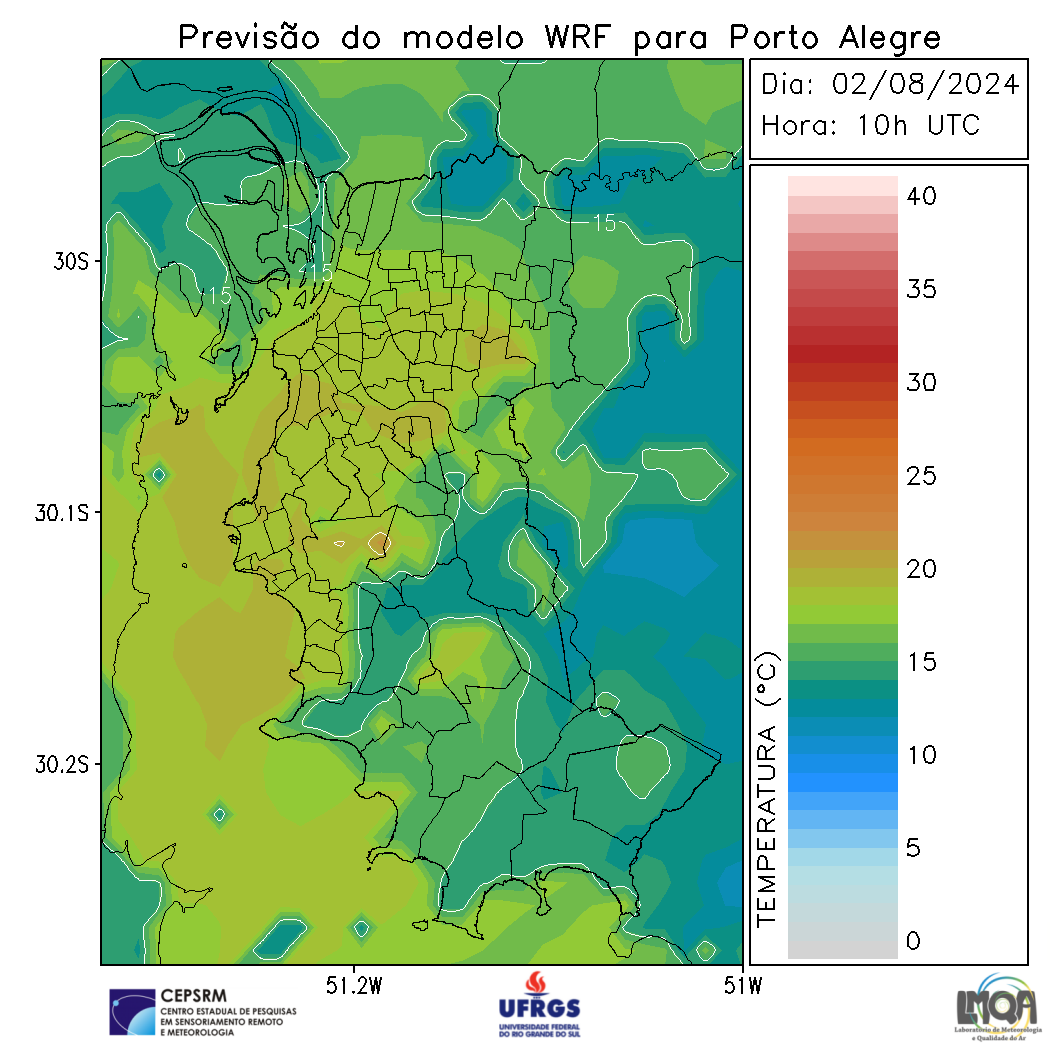 Previsão do modelo WRF para Porto Alegre
Dia: 02/08/2024
Hora: 10h UTC
40
35
30
25
20
15
10
5
0
TEMPERATURA (°C)
30S
30.1S
30.2S
51.2W
51W
15
15
15
CEPSRM
CENTRO ESTADUAL DE PESQUISAS
EM SENSORIAMENTO REMOTO
E METEOROLOGIA
UFRGS
UNIVERSIDADE FEDERAL
DO RIO GRANDE DO SUL
LMQA
Laboratório de Meteorologia
e Qualidade do Ar